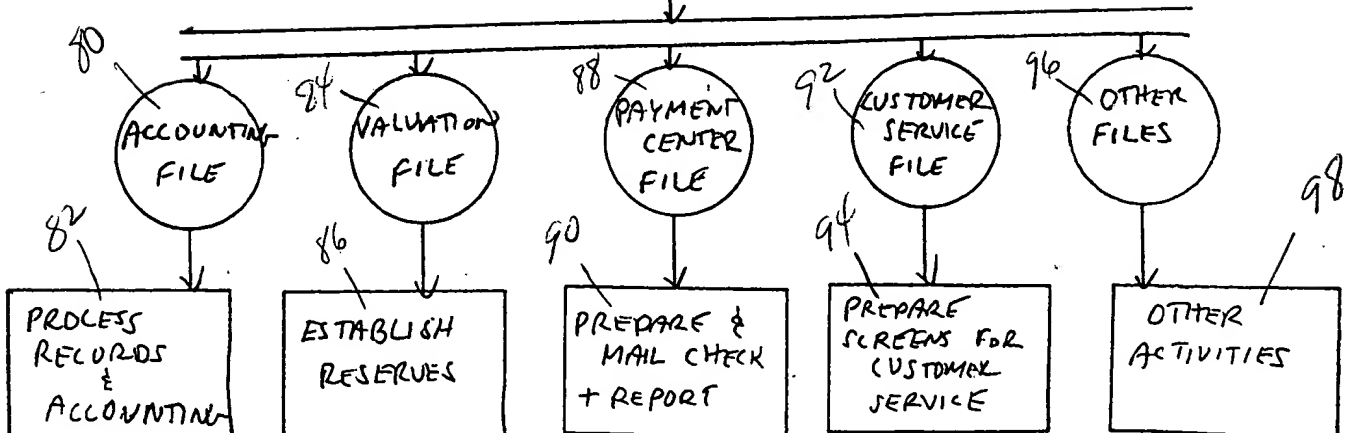 80
84
88
92
96
ACCOUNTING
FILE
VALUATION
FILE
PAYMENT
CENTER
FILE
CUSTOMER
SERVICE
FILE
OTHER
FILES
82
86
90
94
98
PROCESS
RECORDS
&
ACCOUNTING
ESTABLISH
RESERVES
PREPARE &
MAIL CHECK
+ REPORT
PREPARE
SCREENS FOR
CUSTOMER
SERVICE
OTHER
ACTIVITIES